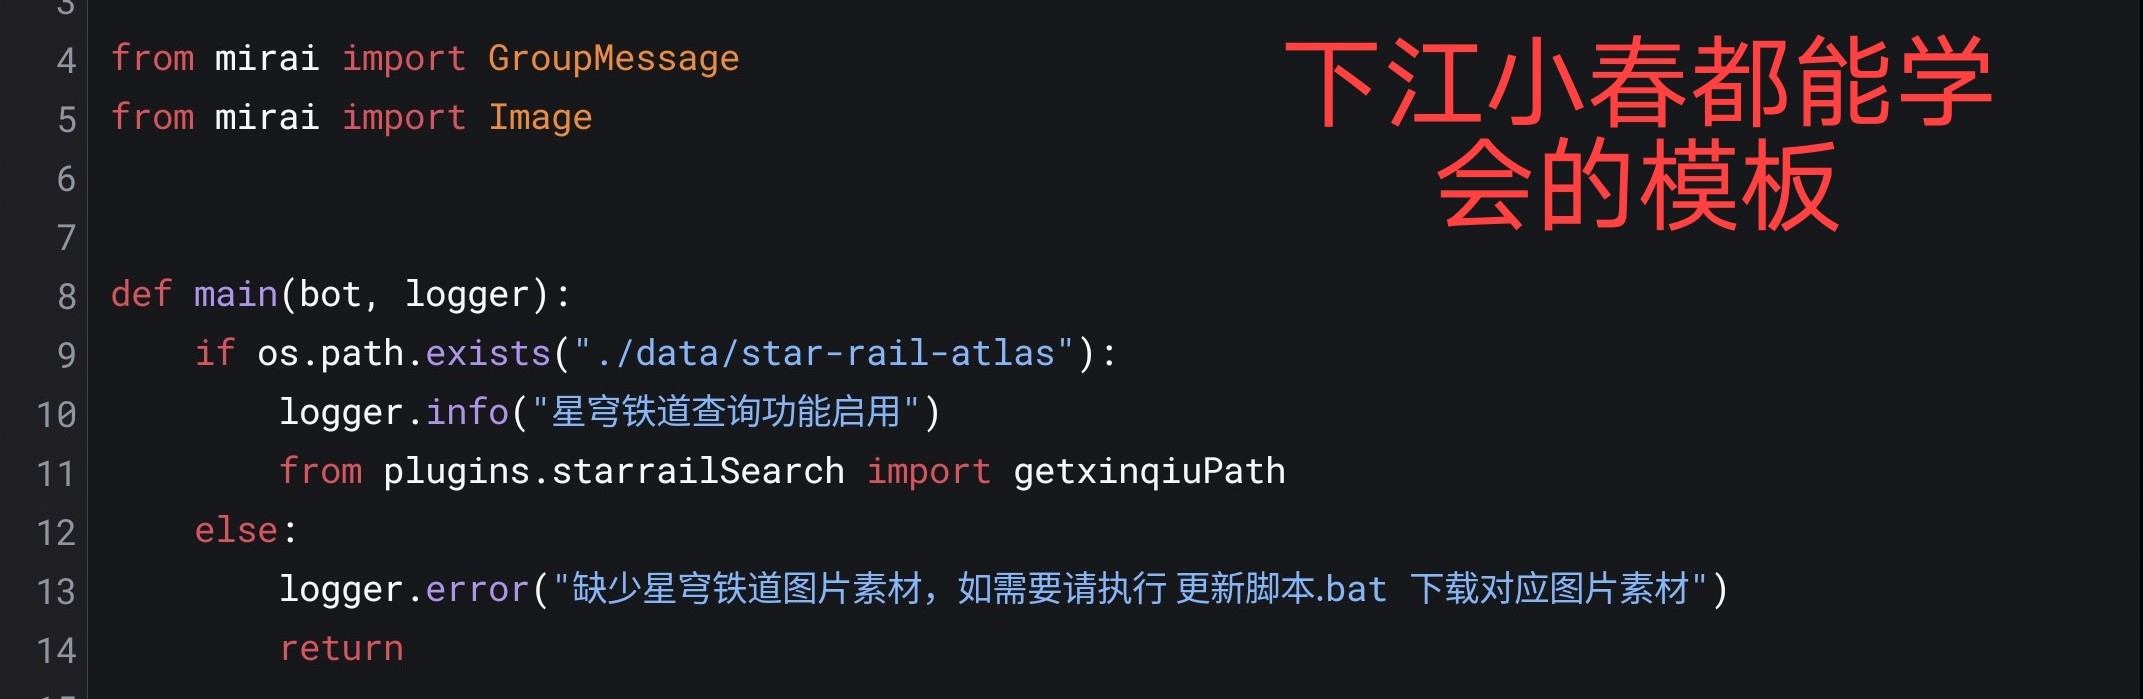 3
4 from mirai import GroupMessage
5 from mirai import Image
下江小春都能学
会的模板
6
7
8 def main(bot, logger):
9 if os.path.exists("./data/star-rail-atlas"):
10 logger.info("星穹铁道查询功能启用")
11 from plugins.starrailSearch import getxinqiuPath
12 else:
13 logger.error("缺少星穹铁道图片素材，如需要请执行 更新脚本.bat 下载对应图片素材")
14 return